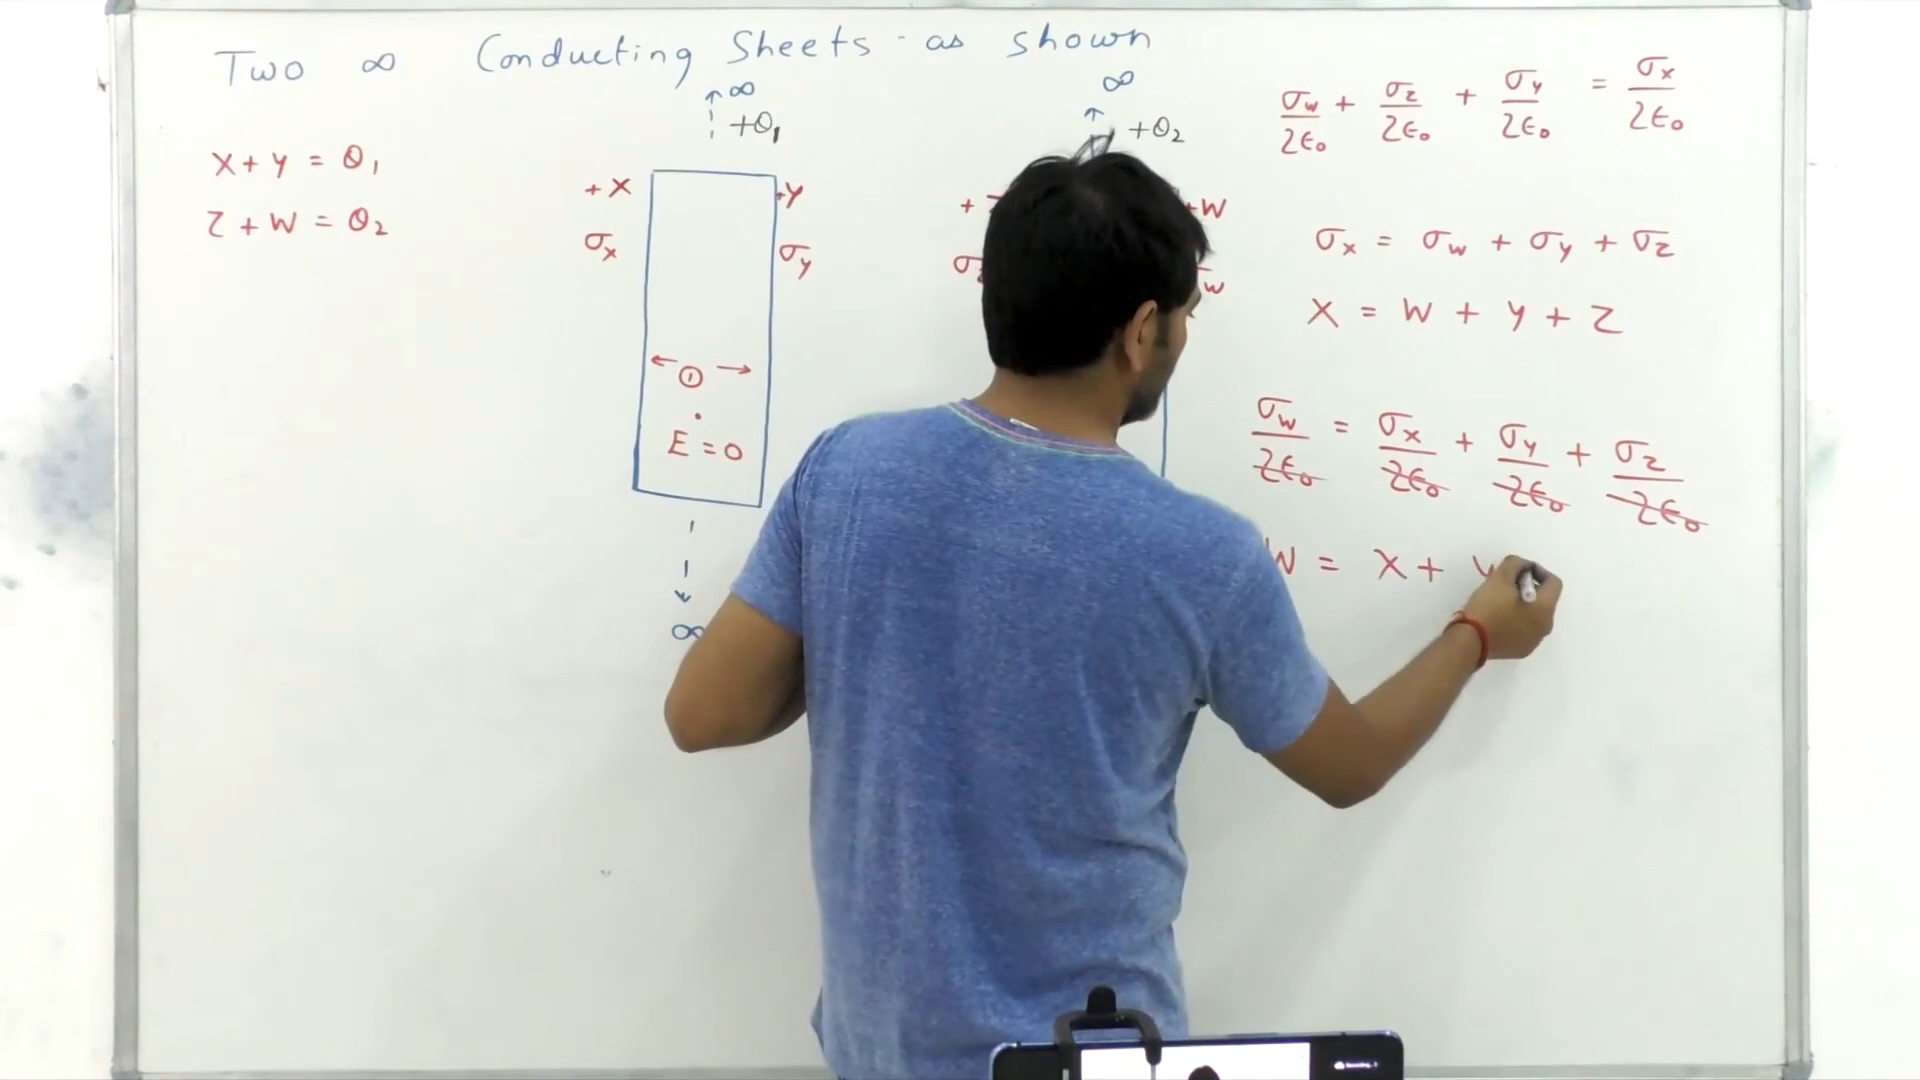 Two ∞ Conducting Sheets as shown
∞
+Q₁
∞
+Q₂
x + y = Q₁
z + w = Q₂
+x
+y
σx
σy
+
+w
w
①
E = 0
∞
σw/2ϵ₀ + σz/2ϵ₀ + σy/2ϵ₀ = σx/2ϵ₀
σx = σw + σy + σz
x = w + y + z
σw/2ϵ₀ = σx/2ϵ₀ + σy/2ϵ₀ + σz/2ϵ₀
w = x + y